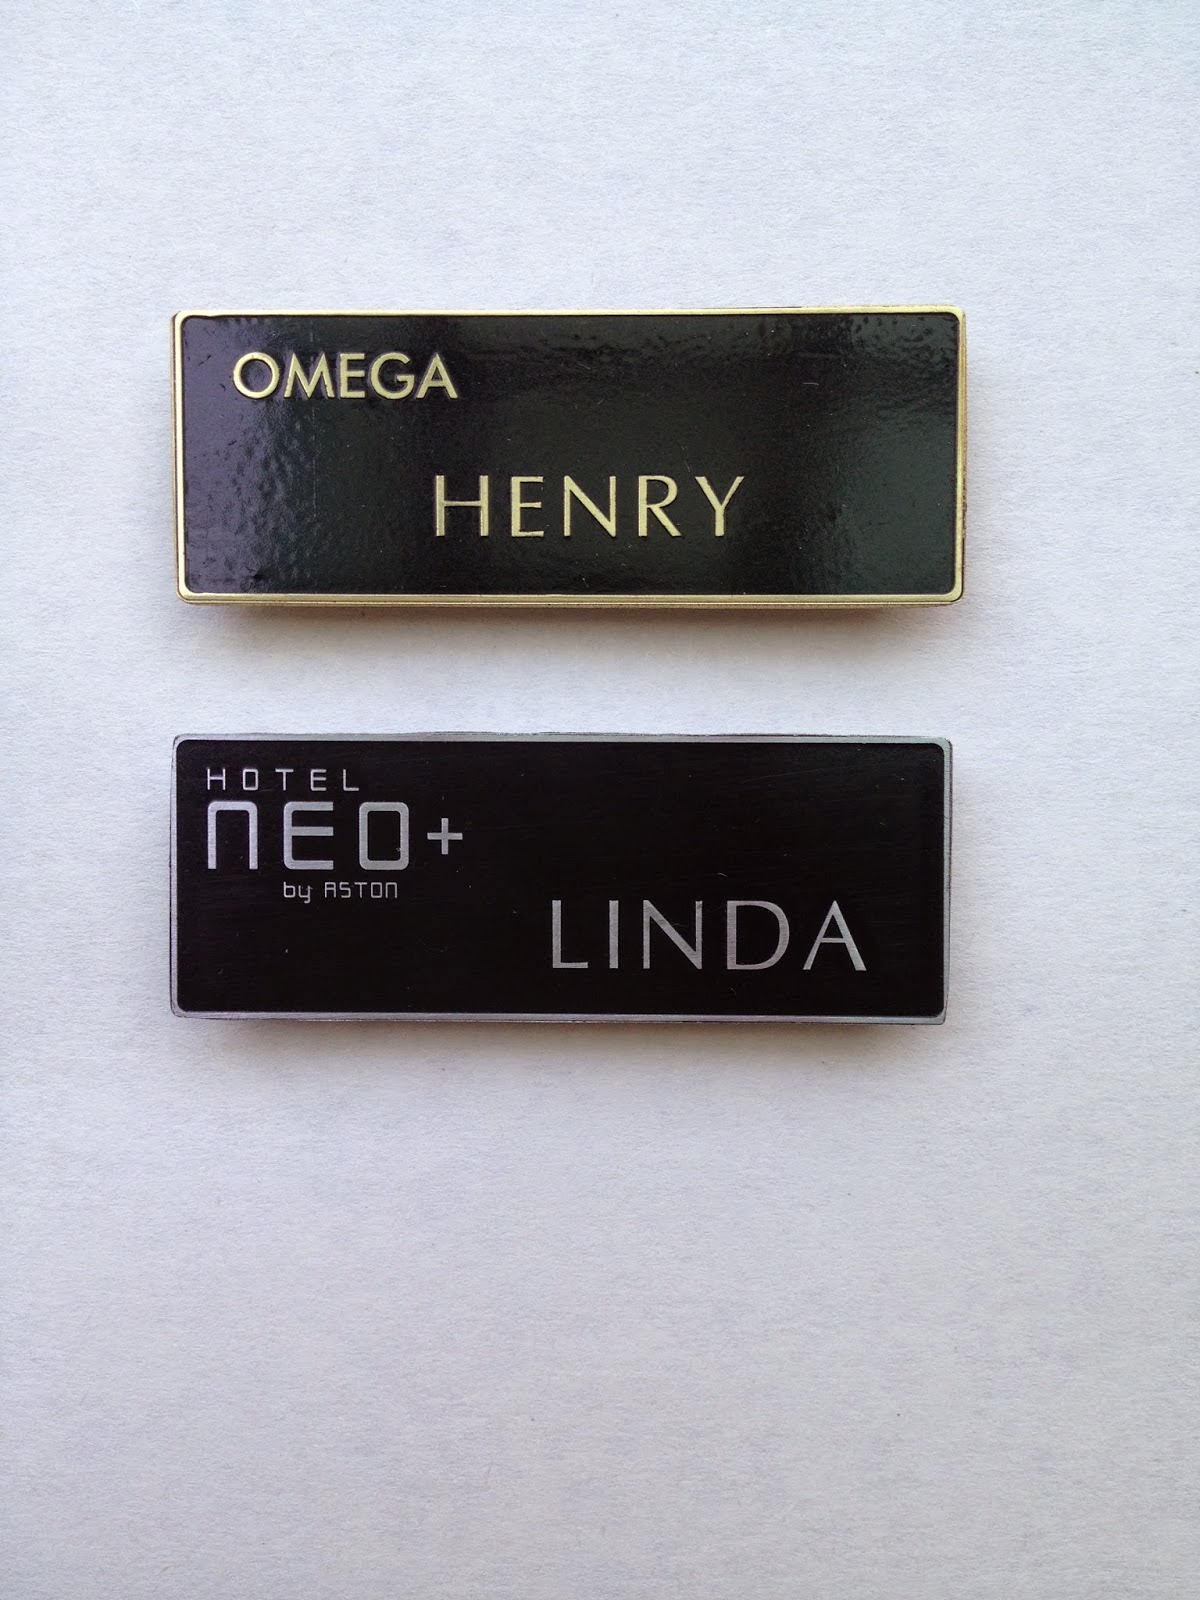 OMEGA
HENRY
HOTEL
NEO+
by ASTON
LINDA